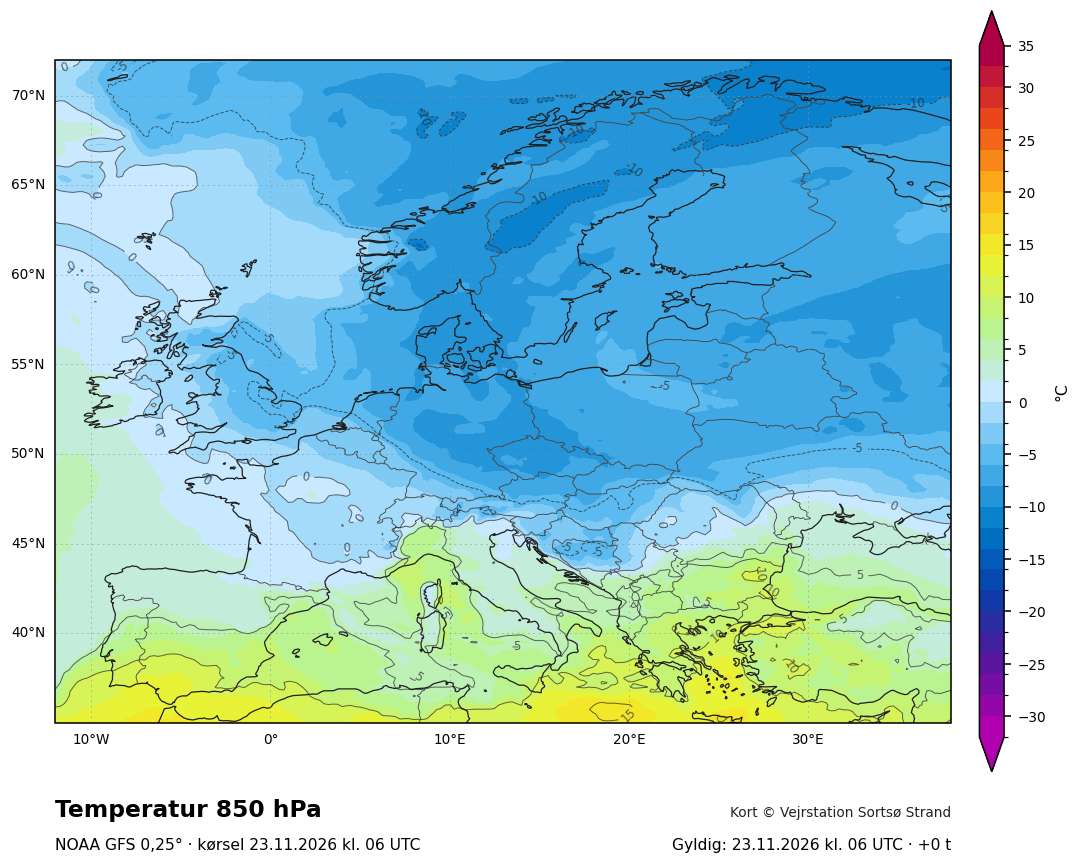 70°N
65°N
60°N
55°N
50°N
45°N
40°N
10°W 0° 10°E 20°E 30°E
35
30
25
20
15
10
5
0
−5
−10
−15
−20
−25
−30
°C
Temperatur 850 hPa
Kort © Vejrstation Sortsø Strand
NOAA GFS 0,25° · kørsel 23.11.2026 kl. 06 UTC
Gyldig: 23.11.2026 kl. 06 UTC · +0 t